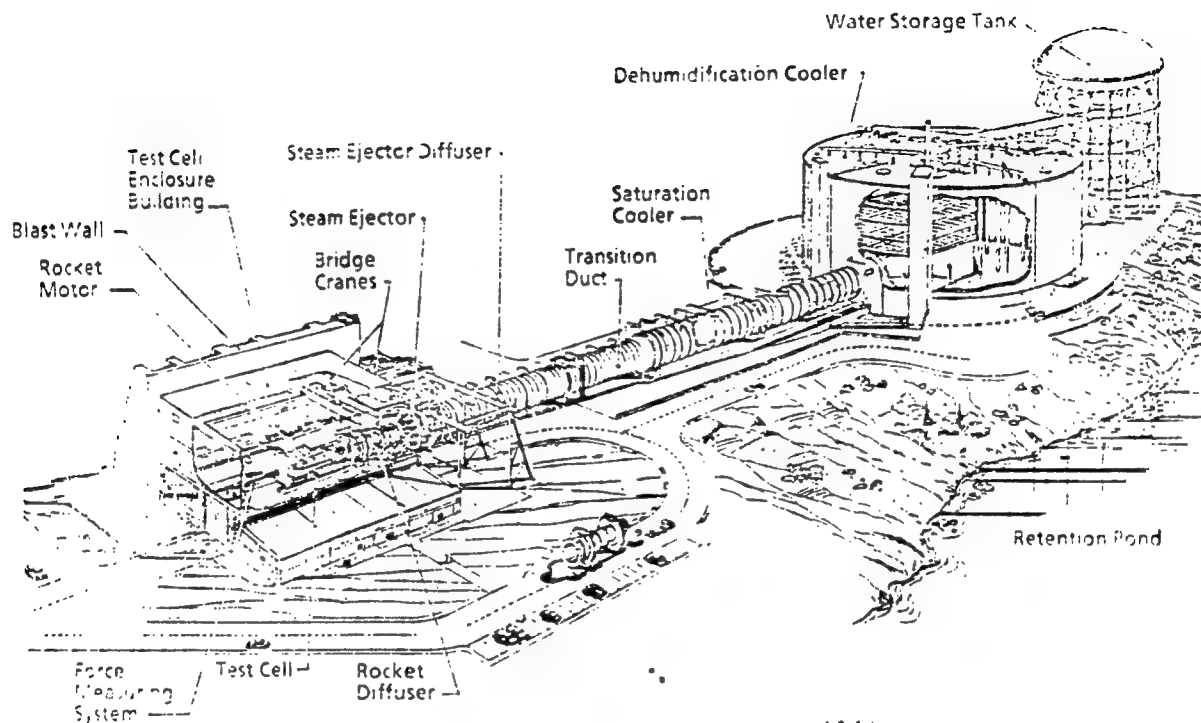 Water Storage Tank
Dehumidification Cooler
Steam Ejector Diffuser
Test Cell
Enclosure
Building
Saturation
Cooler
Steam Ejector
Blast Wall
Bridge
Cranes
Transition
Duct
Rocket
Motor
Retention Pond
Force
Measuring
System
Test Cell
Rocket
Diffuser